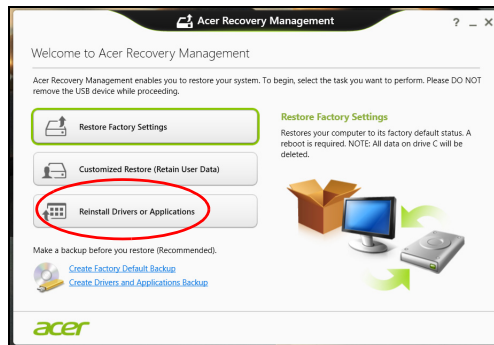 Acer Recovery Management
? _ X
Welcome to Acer Recovery Management
Acer Recovery Management enables you to restore your system. To begin, select the task you want to perform. Please DO NOT
remove the USB device while proceeding.
Restore Factory Settings
Customized Restore (Retain User Data)
Reinstall Drivers or Applications
Make a backup before you restore (Recommended).
Create Factory Default Backup
Create Drivers and Applications Backup
Restore Factory Settings
Restores your computer to its factory default status. A
reboot is required. NOTE: All data on drive C will be
deleted.
acer